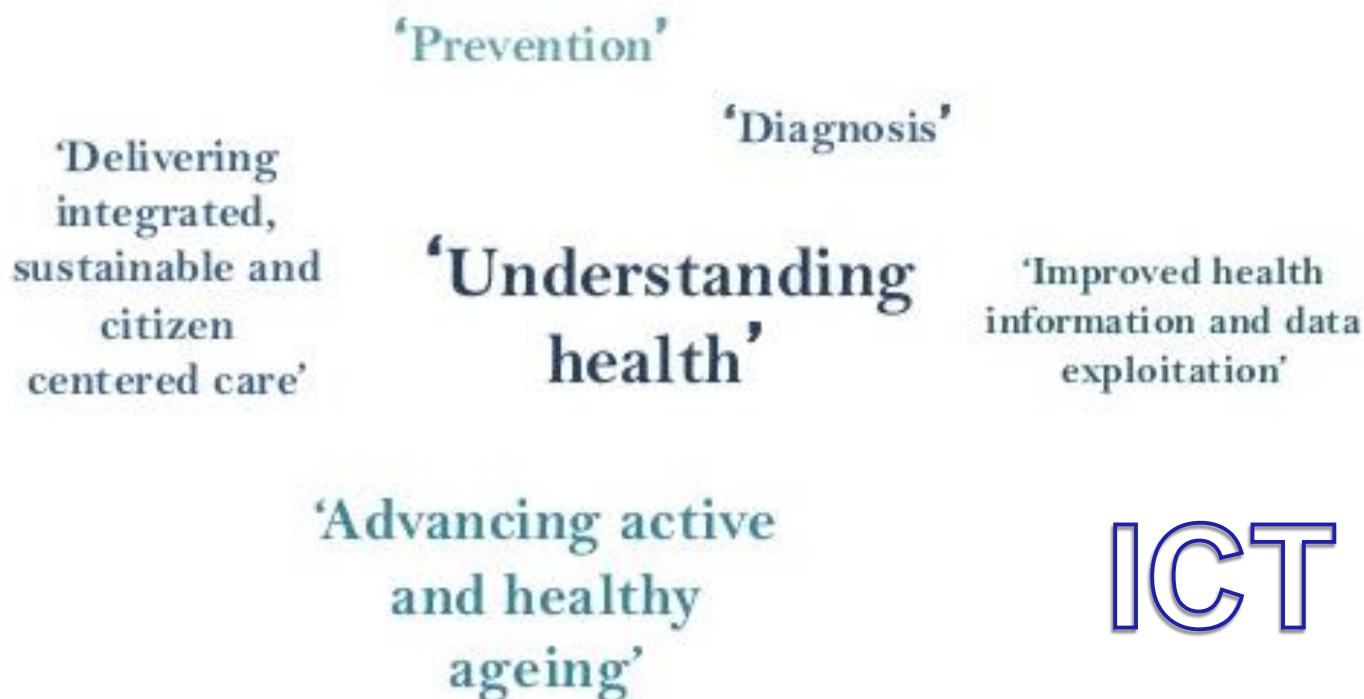 ‘Prevention’
‘Diagnosis’
‘Delivering
integrated,
sustainable and
citizen
centered care’
‘Understanding
health’
‘Improved health
information and data
exploitation’
‘Advancing active
and healthy
ageing’
ICT